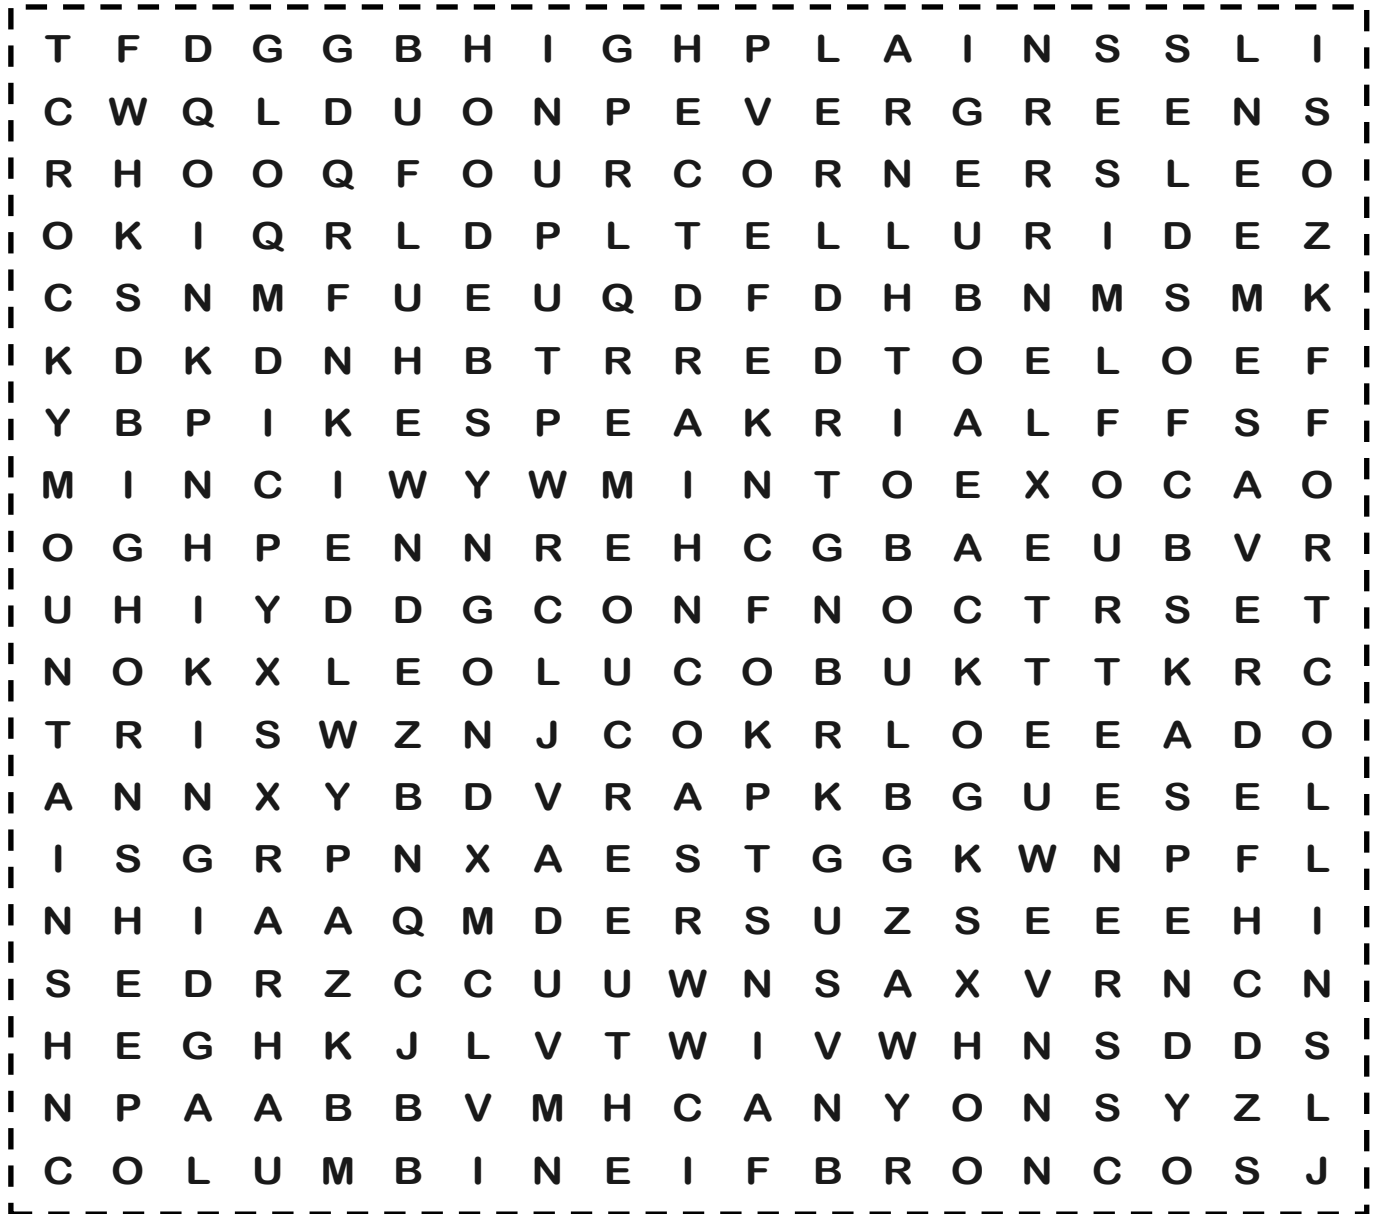 T F D G G B H I G H P L A I N S S L I
C W Q L D U O N P E V E R G R E E N S
R H O O Q F O U R C O R N E R S L E O
O K I Q R L D P L T E L L U R I D E Z
C S N M F U E U Q D F D H B N M S M K
K D K D N H B T R R E D T O E L O E F
Y B P I K E S P E A K R I A L F F S F
M I N C I W Y W M I N T O E X O C A O
O G H P E N N R E H C G B A E U B V R
U H I Y D D G C O N F N O C T R S E T
N O K X L E O L U C O B U K T T K R C
T R I S W Z N J C O K R L O E E A D O
A N N X Y B D V R A P K B G U E S E L
I S G R P N X A E S T G G K W N P F L
N H I A A Q M D E R S U Z S E E E H I
S E D R Z C C U U W N S A X V R N C N
H E G H K J L V T W I V W H N S D D S
N P A A B B V M H C A N Y O N S Y Z L
C O L U M B I N E I F B R O N C O S J